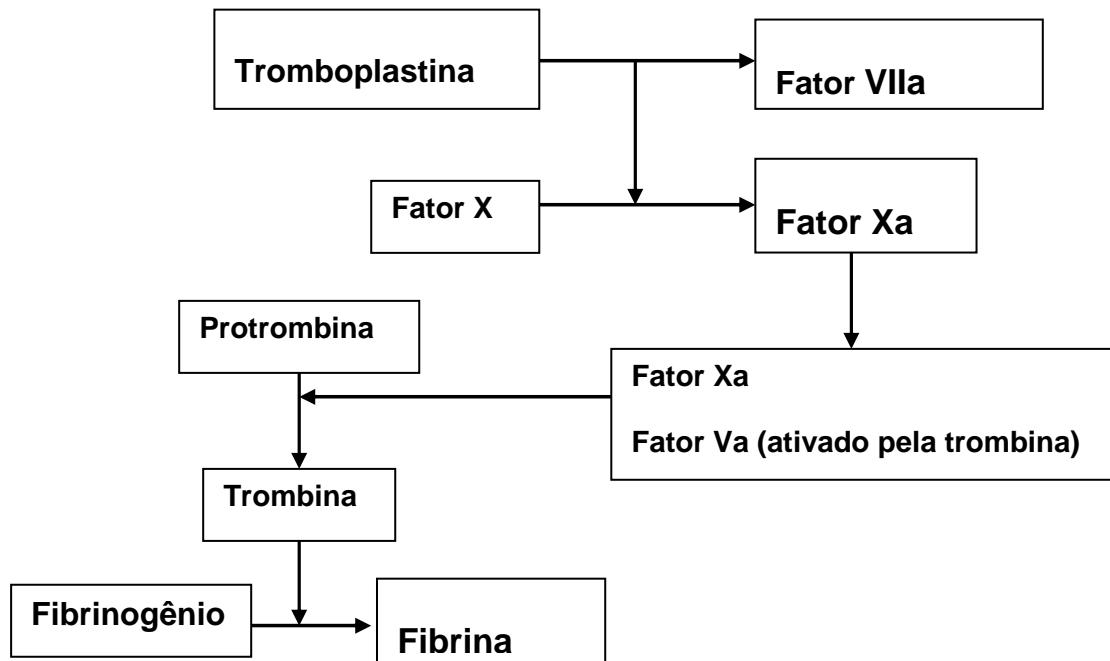 Tromboplastina
Fator VIIa
Fator X
Fator Xa
Protrombina
Fator Xa
Fator Va (ativado pela trombina)
Trombina
Fibrinogênio
Fibrina